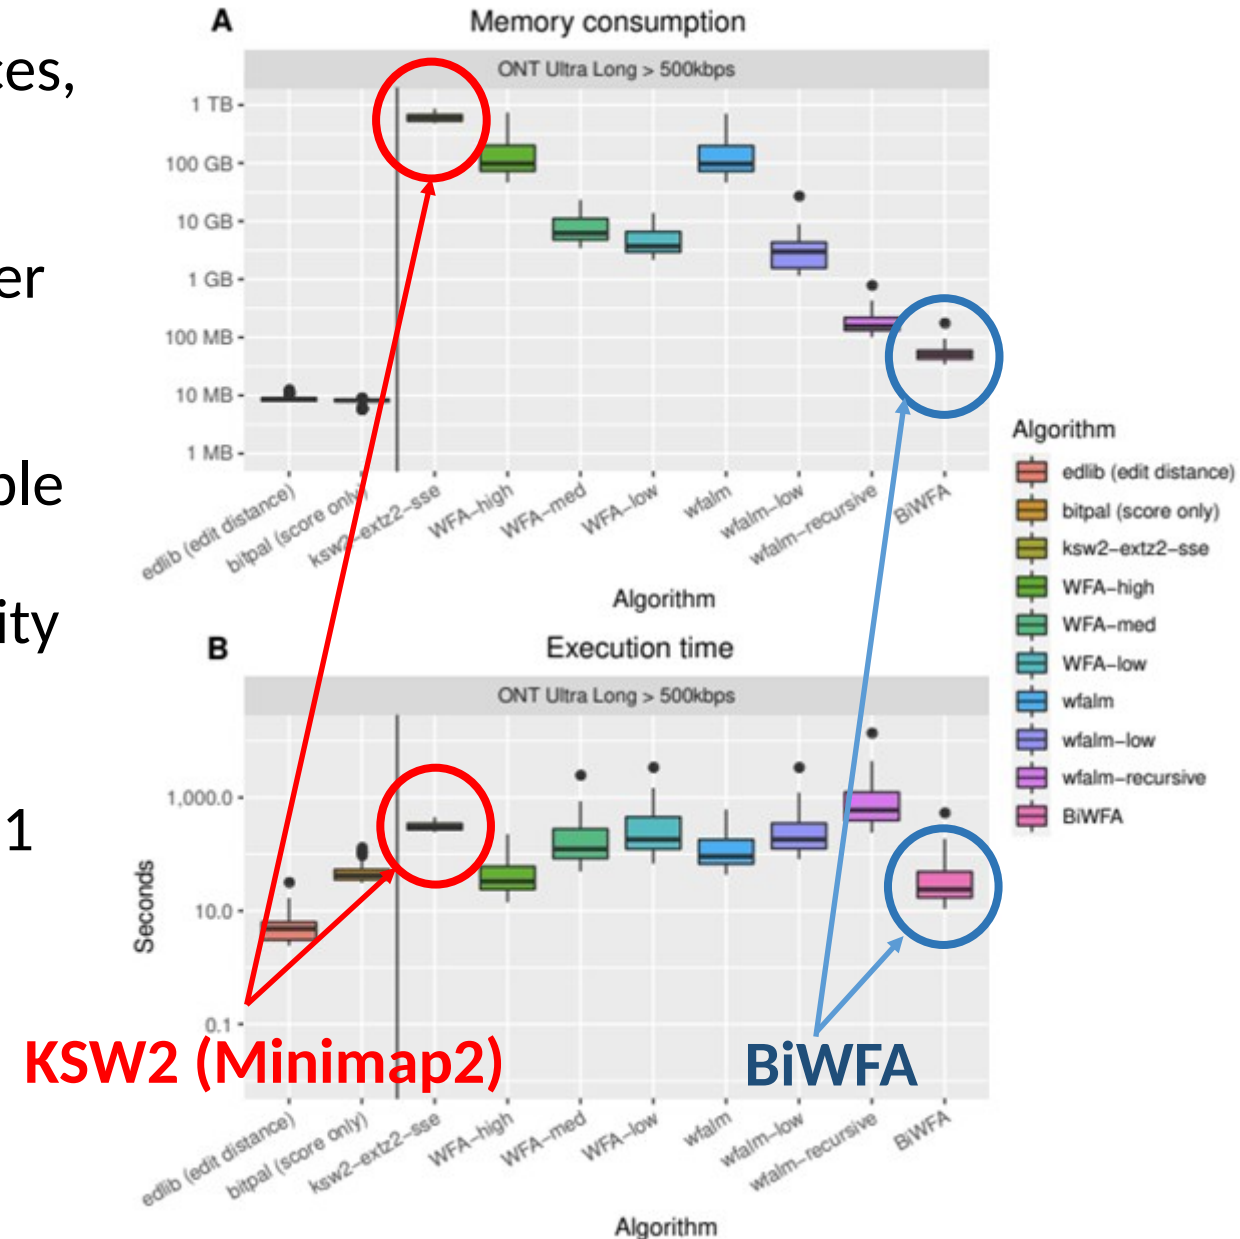 ces,
er
ble
ity
1
A
Memory consumption
ONT Ultra Long > 500kbps
1 TB
100 GB
10 GB
1 GB
100 MB
10 MB
1 MB
edlib (edit distance)
bitpal (score only)
ksw2-extz2-sse
WFA-high
WFA-med
WFA-low
wfalm
wfalm-low
wfalm-recursive
BiWFA
Algorithm
B
Execution time
ONT Ultra Long > 500kbps
Seconds
1,000.0
10.0
0.1
KSW2 (Minimap2)
BiWFA
edlib (edit distance)
bitpal (score only)
ksw2-extz2-sse
WFA-high
WFA-med
WFA-low
wfalm
wfalm-low
wfalm-recursive
BiWFA
Algorithm
Algorithm
edlib (edit distance)
bitpal (score only)
ksw2-extz2-sse
WFA-high
WFA-med
WFA-low
wfalm
wfalm-low
wfalm-recursive
BiWFA